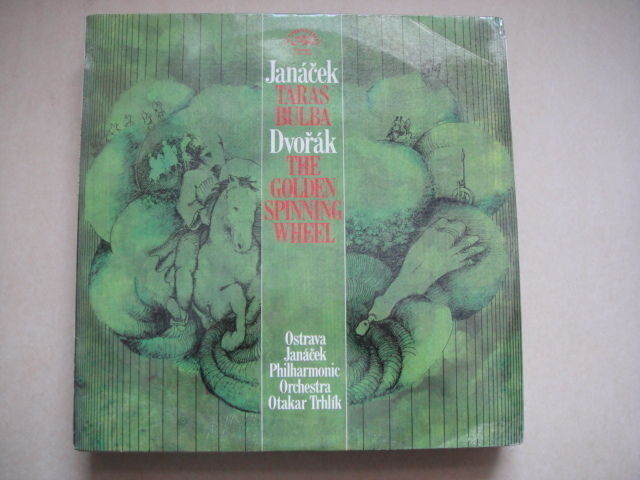 Janáček
TARAS
BULBA
Dvořák
THE
GOLDEN
SPINNING
WHEEL
Ostrava
Janáček
Philharmonic
Orchestra
Otakar Trhlík